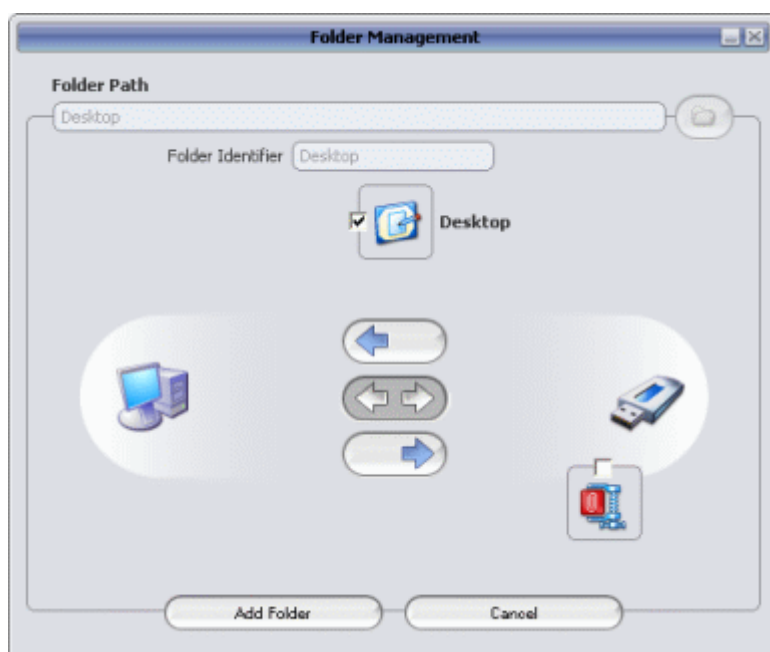 Folder Management
Folder Path
Desktop
Folder Identifier Desktop
Desktop
Add Folder Cancel